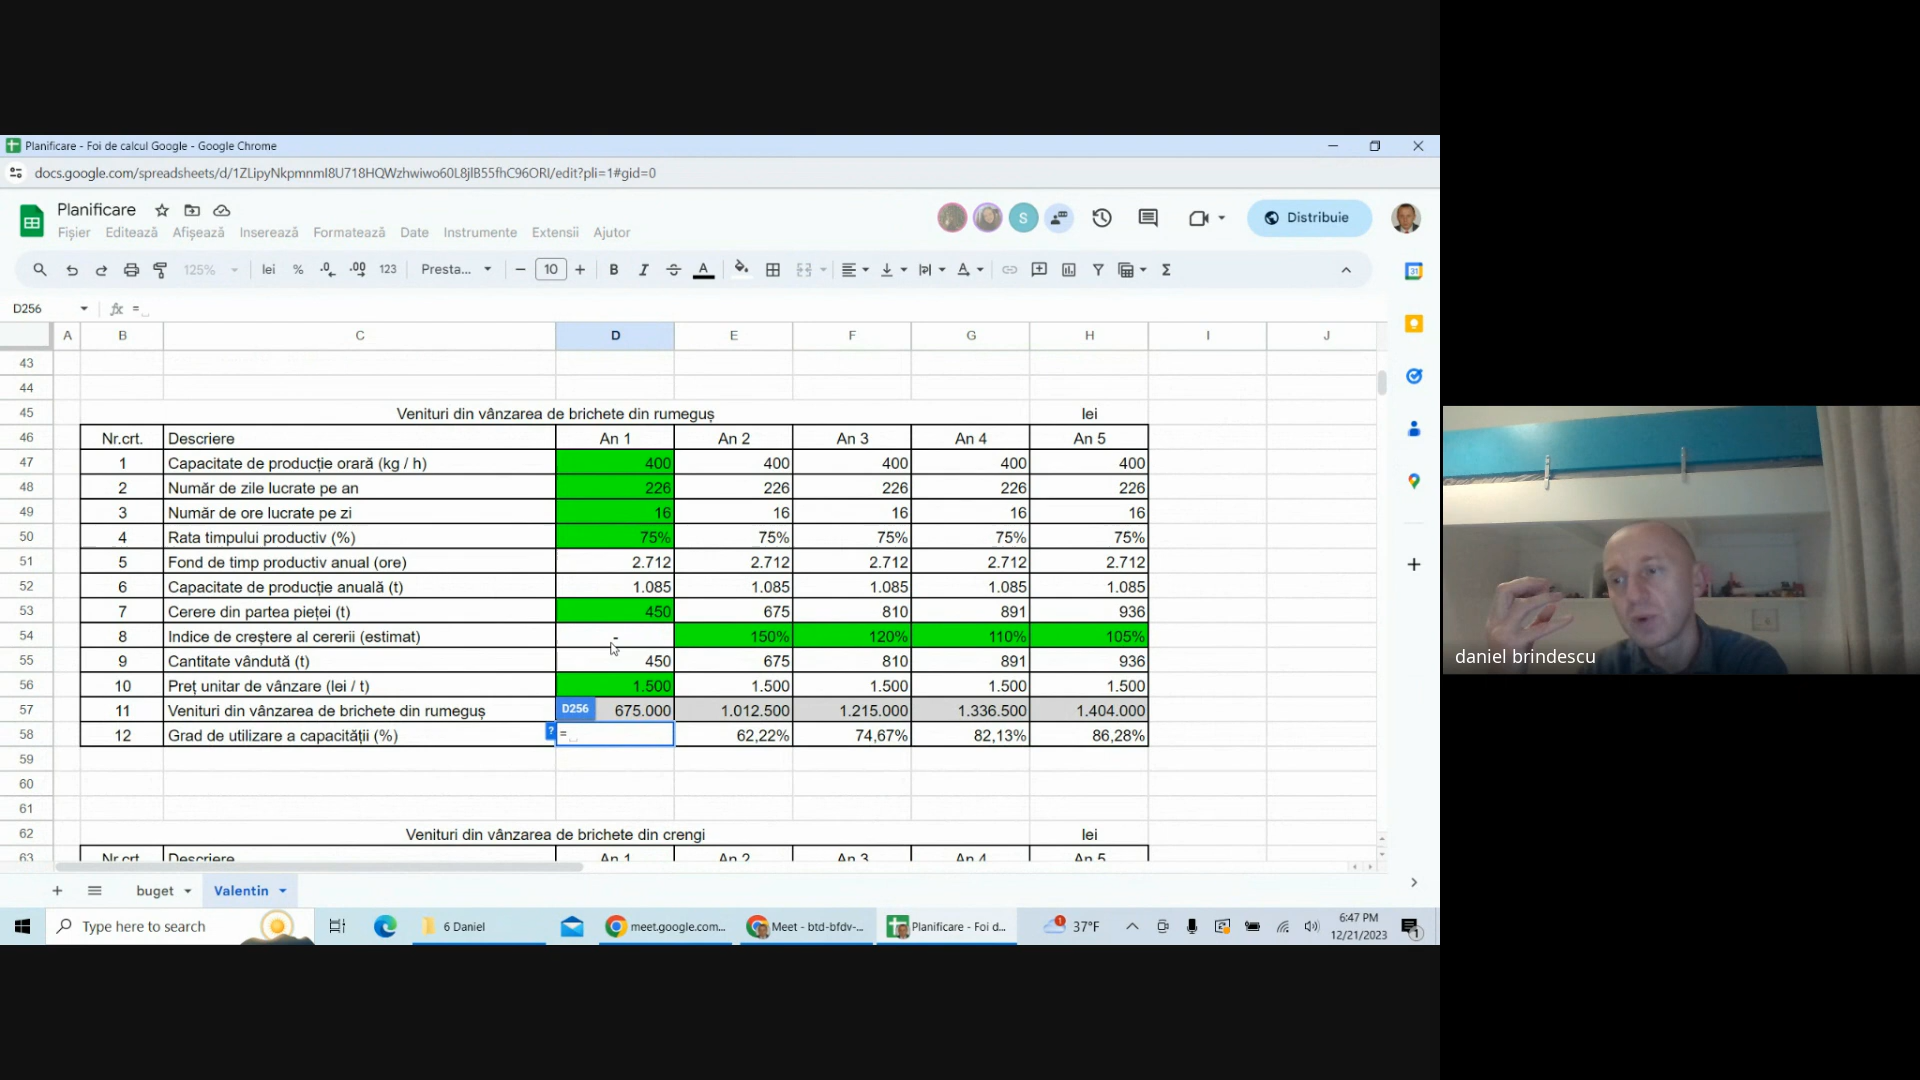 Planificare - Foi de calcul Google - Google Chrome
docs.google.com/spreadsheets/d/
Planificare
S
Distribuie
Fișier Editează Afișează Inserează Formatează Date Instrumente Extensii Ajutor
125% lei % .0 .00 123 Presta... − 10 + B I A Σ
D256 fx =
A B C D E F G H I J
43
44
45 Venituri din vânzarea de brichete din rumeguș lei
46 Nr.crt. Descriere An 1 An 2 An 3 An 4 An 5
47 1 Capacitate de producție orară (kg / h) 400 400 400 400 400
48 2 Număr de zile lucrate pe an 226 226 226 226 226
49 3 Număr de ore lucrate pe zi 16 16 16 16 16
50 4 Rata timpului productiv (%) 75% 75% 75% 75% 75%
51 5 Fond de timp productiv anual (ore) 2.712 2.712 2.712 2.712 2.712
52 6 Capacitate de producție anuală (t) 1.085 1.085 1.085 1.085 1.085
53 7 Cerere din partea pieței (t) 450 675 810 891 936
54 8 Indice de creștere al cererii (estimat) - 150% 120% 110% 105%
55 9 Cantitate vândută (t) 450 675 810 891 936
56 10 Preț unitar de vânzare (lei / t) 1.500 1.500 1.500 1.500 1.500
57 11 Venituri din vânzarea de brichete din rumeguș D256 675.000 1.012.500 1.215.000 1.336.500 1.404.000
58 12 Grad de utilizare a capacității (%) ? = 62,22% 74,67% 82,13% 86,28%
59
60
61
62 Venituri din vânzarea de brichete din crengi lei
63 Nr.crt. Descriere An 1 An 2 An 3 An 4 An 5
+ buget Valentin
Type here to search 6 Daniel meet.google.com... Meet - btd-bfdv-... Planificare - Foi d... 1 37°F 6:47 PM
12/21/2023 1
daniel brindescu